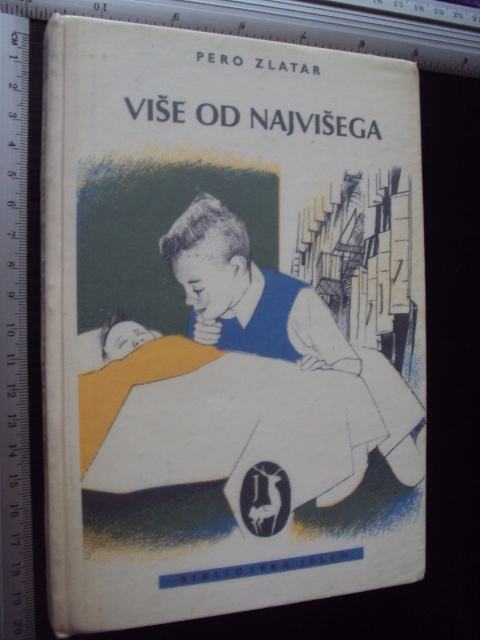 PERO ZLATAR
VIŠE OD NAJVIŠEGA
BIBLIOTEKA JELEN